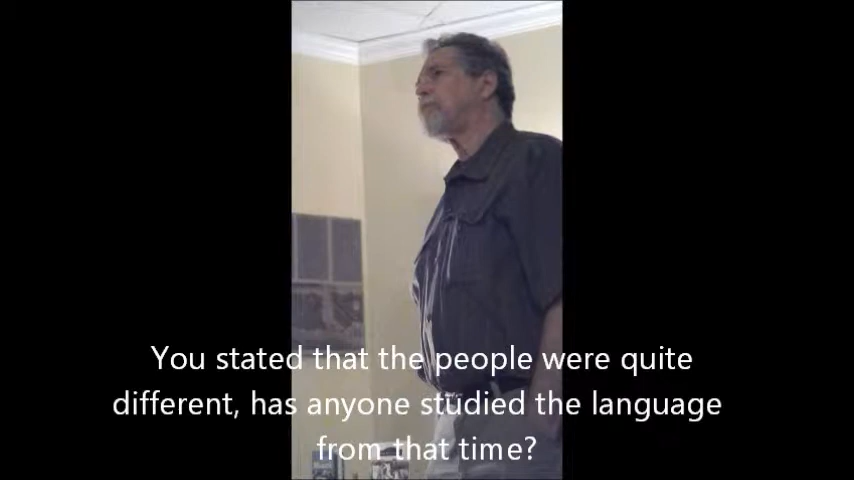 You stated that the people were quite
different, has anyone studied the language
from that time?